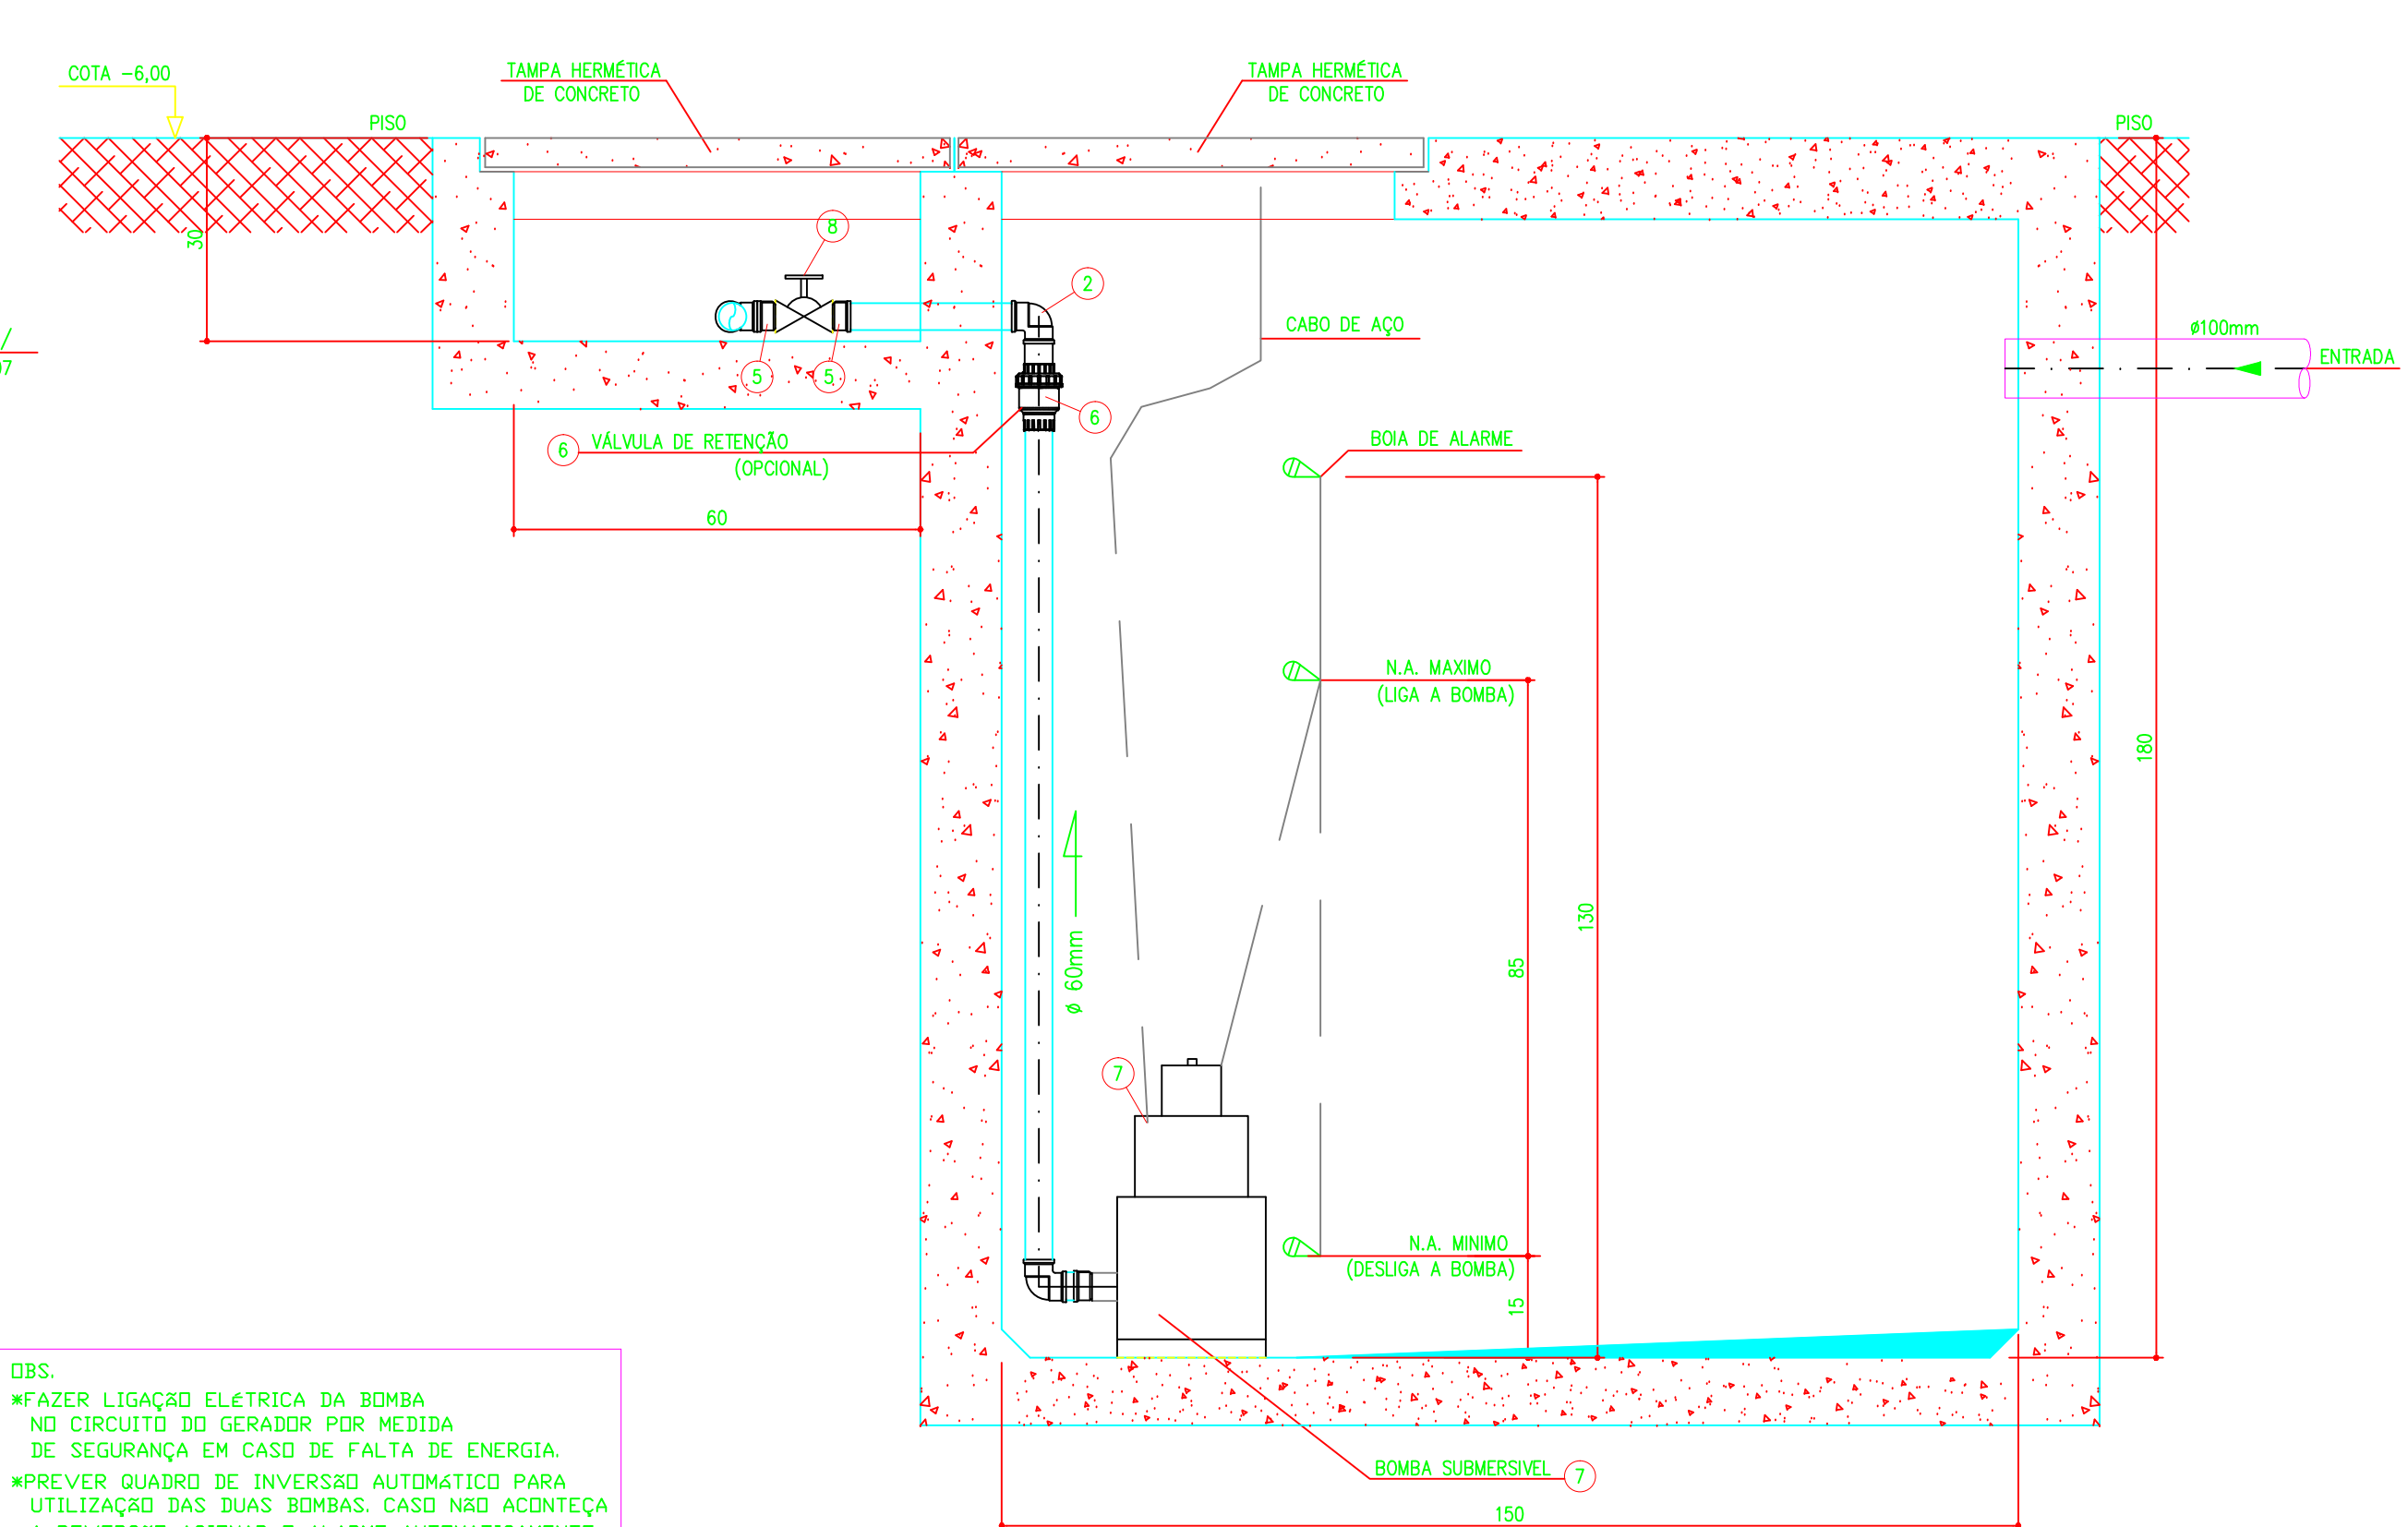 COTA -6,00
TAMPA HERMÉTICA
DE CONCRETO
TAMPA HERMÉTICA
DE CONCRETO
PISO
PISO
30
8
2
CABO DE AÇO
ø100mm
ENTRADA
07
5
5
6
BOIA DE ALARME
6
VÁLVULA DE RETENÇÃO
(OPCIONAL)
60
N.A. MAXIMO
(LIGA A BOMBA)
180
130
85
ø 60mm
7
N.A. MINIMO
(DESLIGA A BOMBA)
15
OBS.
*FAZER LIGAÇÃO ELÉTRICA DA BOMBA
NO CIRCUITO DO GERADOR POR MEDIDA
DE SEGURANÇA EM CASO DE FALTA DE ENERGIA.
*PREVER QUADRO DE INVERSÃO AUTOMÁTICO PARA
UTILIZAÇÃO DAS DUAS BOMBAS. CASO NÃO ACONTEÇA
BOMBA SUBMERSIVEL
7
150